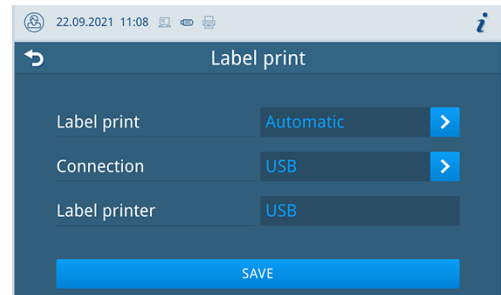 22.09.2021 11:08
Label print
Label print Automatic
Connection USB
Label printer USB
SAVE